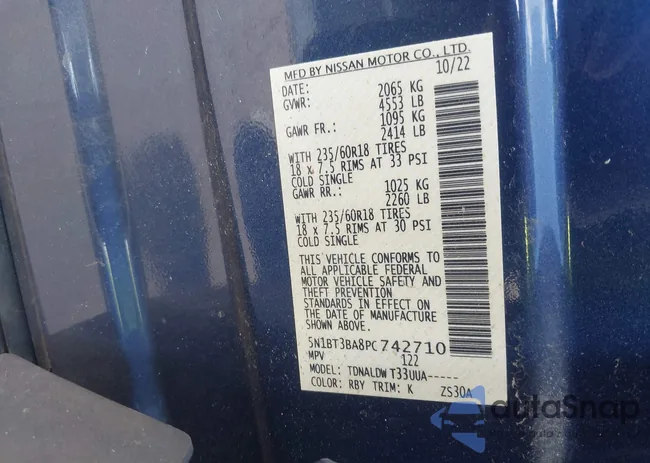 MFD BY NISSAN MOTOR CO., LTD.
DATE: 10/22
GVWR: 2065 KG
4553 LB
GAWR FR.: 1095 KG
2414 LB
WITH 235/60R18 TIRES
18 x 7.5 RIMS AT 33 PSI
COLD SINGLE
GAWR RR.: 1025 KG
2260 LB
WITH 235/60R18 TIRES
18 x 7.5 RIMS AT 30 PSI
COLD SINGLE
THIS VEHICLE CONFORMS TO
ALL APPLICABLE FEDERAL
MOTOR VEHICLE SAFETY AND
THEFT PREVENTION
STANDARDS IN EFFECT ON
THE DATE OF MANUFACTURE
SHOWN ABOVE.
5N1BT3BA8PC742710
MPV 122
MODEL: TDNALDW T33UUA-----
COLOR: RBY TRIM: K ZS30A
autoSnap